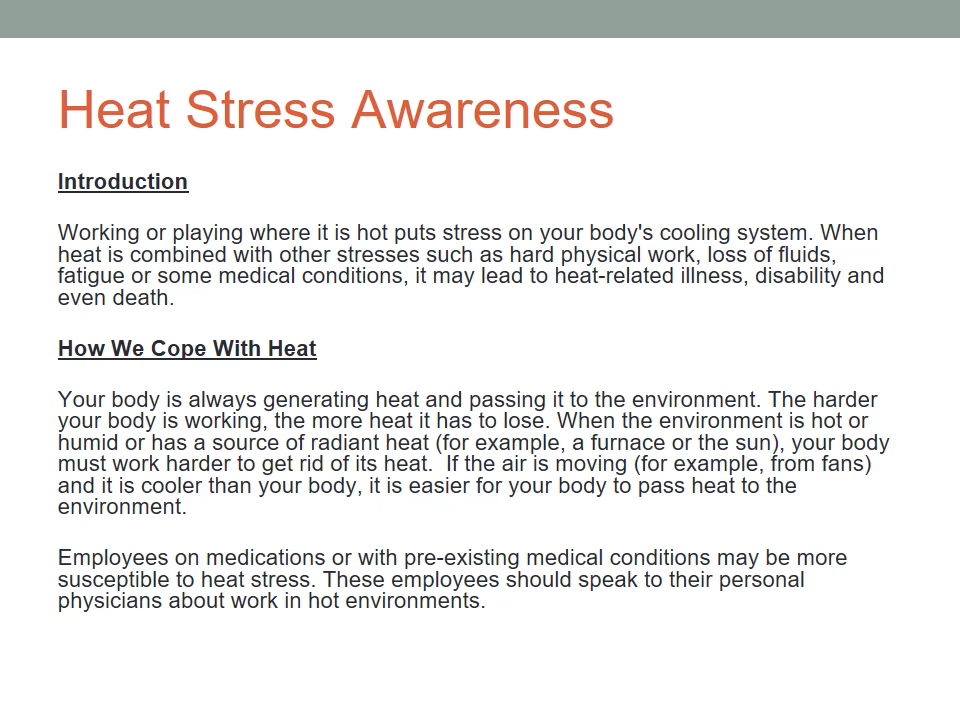 Heat Stress Awareness
Introduction
Working or playing where it is hot puts stress on your body's cooling system. When
heat is combined with other stresses such as hard physical work, loss of fluids,
fatigue or some medical conditions, it may lead to heat-related illness, disability and
even death.
How We Cope With Heat
Your body is always generating heat and passing it to the environment. The harder
your body is working, the more heat it has to lose. When the environment is hot or
humid or has a source of radiant heat (for example, a furnace or the sun), your body
must work harder to get rid of its heat.  If the air is moving (for example, from fans)
and it is cooler than your body, it is easier for your body to pass heat to the
environment.
Employees on medications or with pre-existing medical conditions may be more
susceptible to heat stress. These employees should speak to their personal
physicians about work in hot environments.